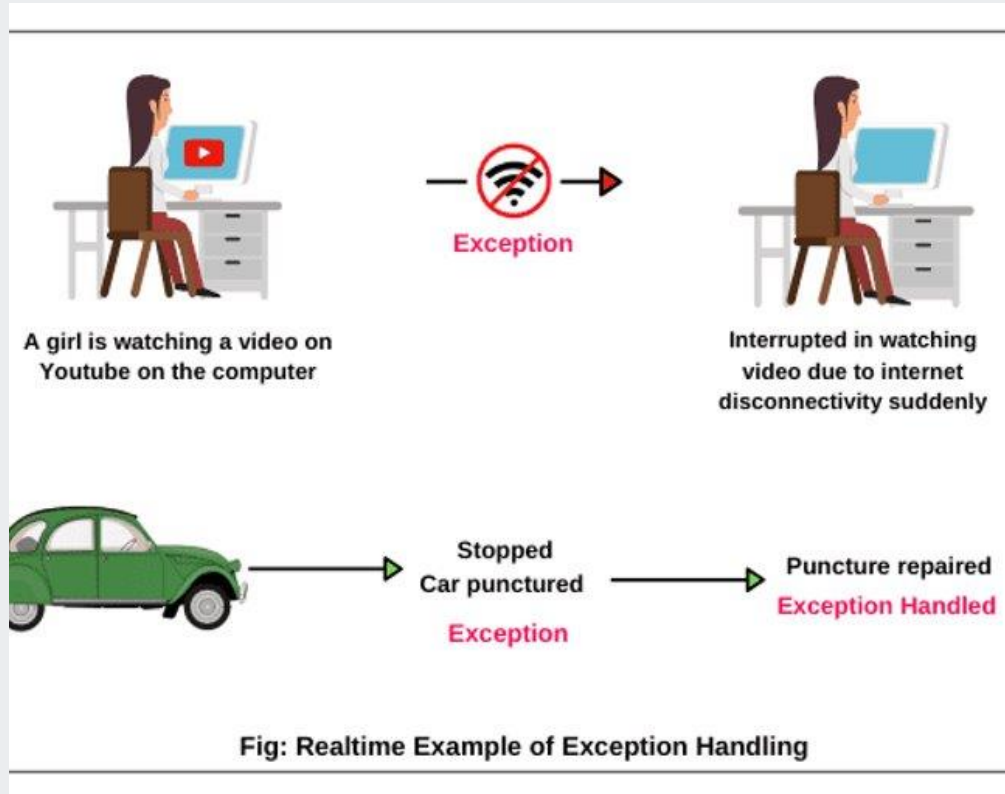 Exception
A girl is watching a video on
Youtube on the computer
Interrupted in watching
video due to internet
disconnectivity suddenly
Stopped
Car punctured
Exception
Puncture repaired
Exception Handled
Fig: Realtime Example of Exception Handling